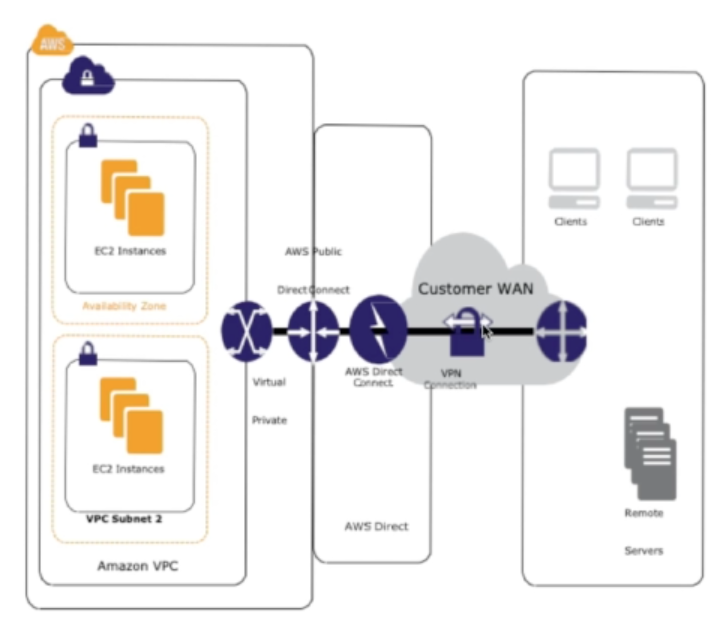 AWS
EC2 Instances
Availability Zone
EC2 Instances
VPC Subnet 2
Amazon VPC
AWS Public
Direct Connect
Virtual
Private
AWS Direct
Connect
AWS Direct
Customer WAN
VPN
Connection
Clients
Clients
Remote
Servers